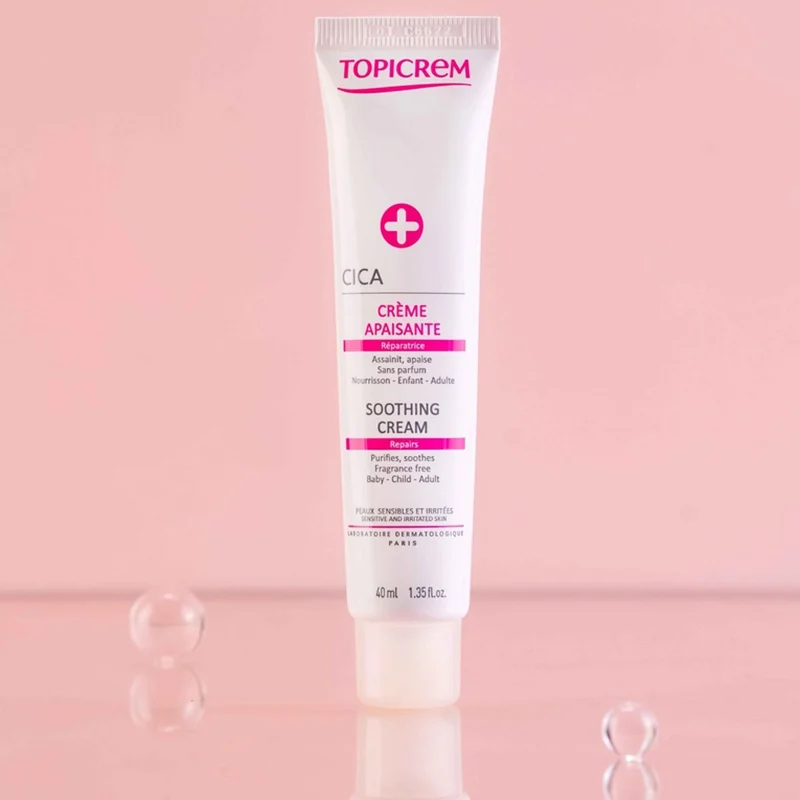 TOPICREM
CICA
CRÈME
APAISANTE
Réparatrice
Assainit, apaise
Sans parfum
Nourrisson - Enfant - Adulte
SOOTHING
CREAM
Repairs
Purifies, soothes
Fragrance free
Baby - Child - Adult
PEAUX SENSIBLES ET IRRITÉES
SENSITIVE AND IRRITATED SKIN
LABORATOIRE DERMATOLOGIQUE
PARIS
40 ml 1.35 fl.oz.